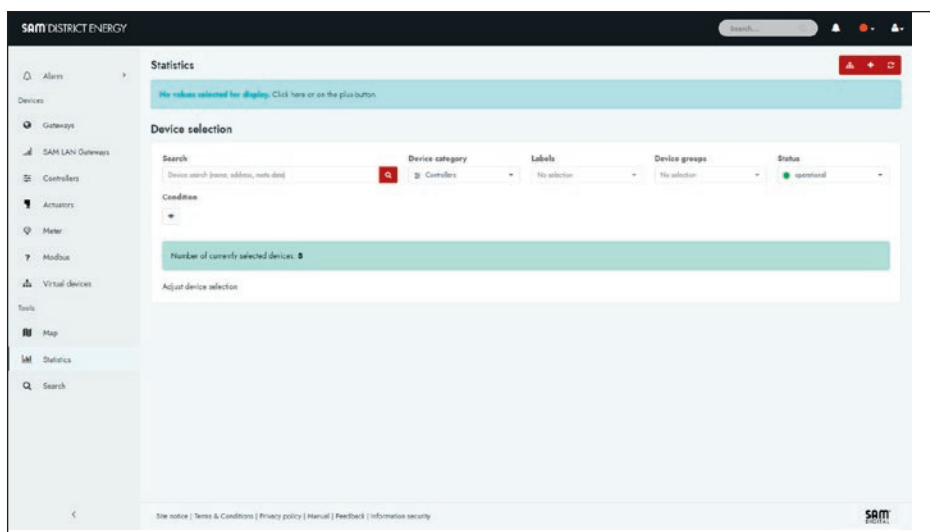 SAM DISTRICT ENERGY
Search...
Alarm
Devices
Gateways
SAM LAN Gateways
Controllers
Actuators
Meter
Modbus
Virtual devices
Tools
Map
Statistics
Search
Statistics
No values selected for display. Click here or on the plus button.
Device selection
Search Device category Labels Device groups Status
Device search (name, address, meta data) Controllers No selection No selection operational
Condition
Number of currently selected devices: 5
Adjust device selection
Site notice | Terms & Conditions | Privacy policy | Manual | Feedback | Information security
SAM DIGITAL